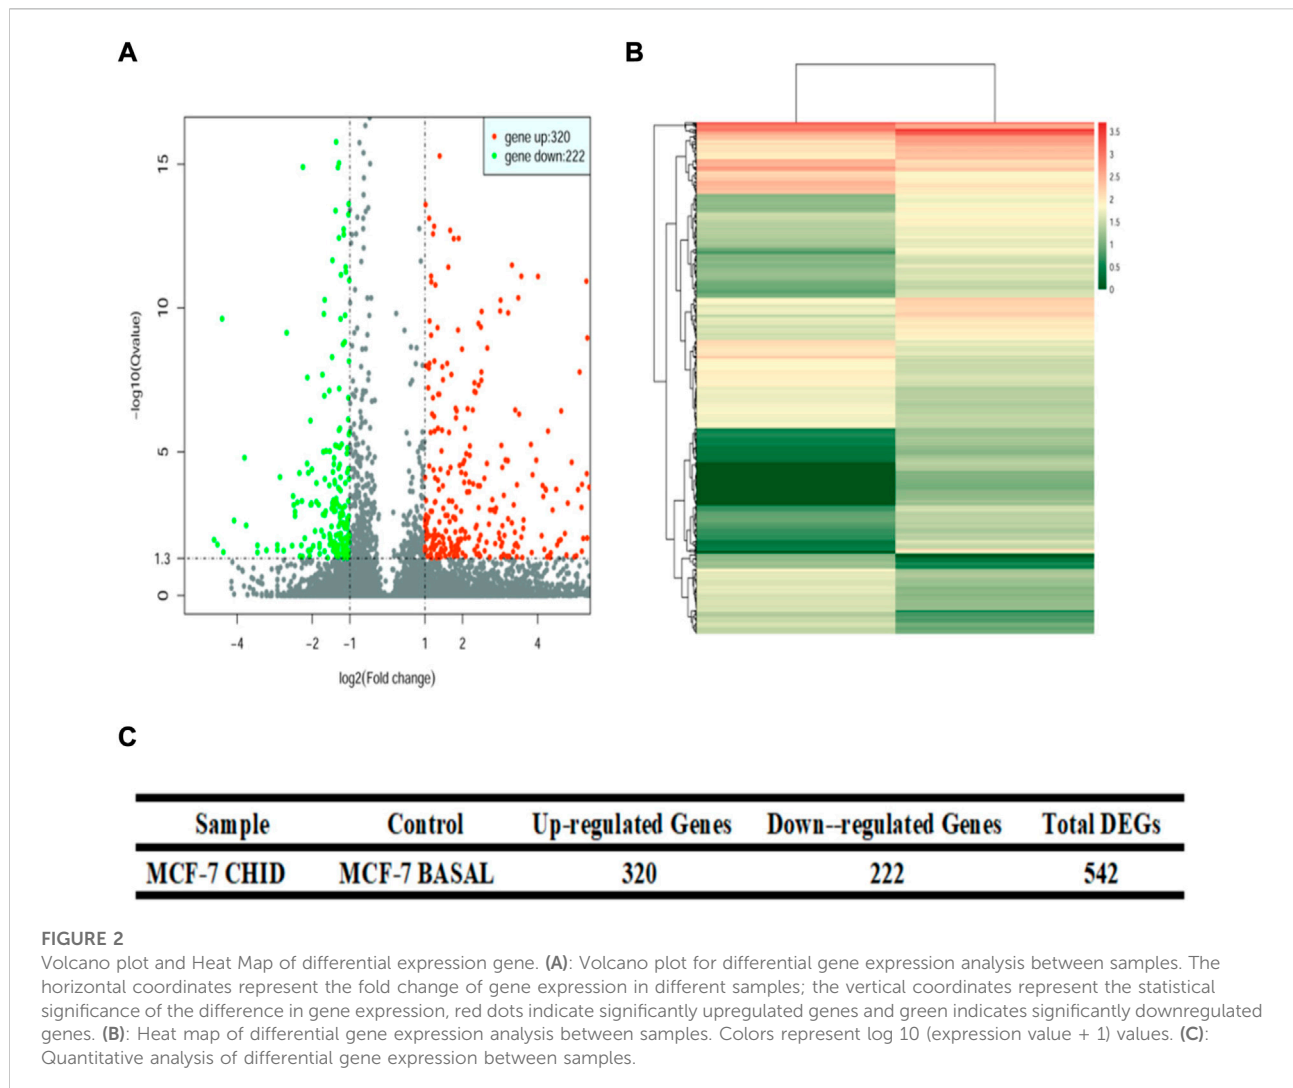 A
B
gene up:320
gene down:222
15
10
5
1.3
0
-log10(Qvalue)
-4 -2 -1 1 2 4
log2(Fold change)
3.5
3
2.5
2
1.5
1
0.5
0
C
Sample Control Up-regulated Genes Down--regulated Genes Total DEGs
MCF-7 CHID MCF-7 BASAL 320 222 542
FIGURE 2
Volcano plot and Heat Map of differential expression gene. (A): Volcano plot for differential gene expression analysis between samples. The
horizontal coordinates represent the fold change of gene expression in different samples; the vertical coordinates represent the statistical
significance of the difference in gene expression, red dots indicate significantly upregulated genes and green indicates significantly downregulated
genes. (B): Heat map of differential gene expression analysis between samples. Colors represent log 10 (expression value + 1) values. (C):
Quantitative analysis of differential gene expression between samples.